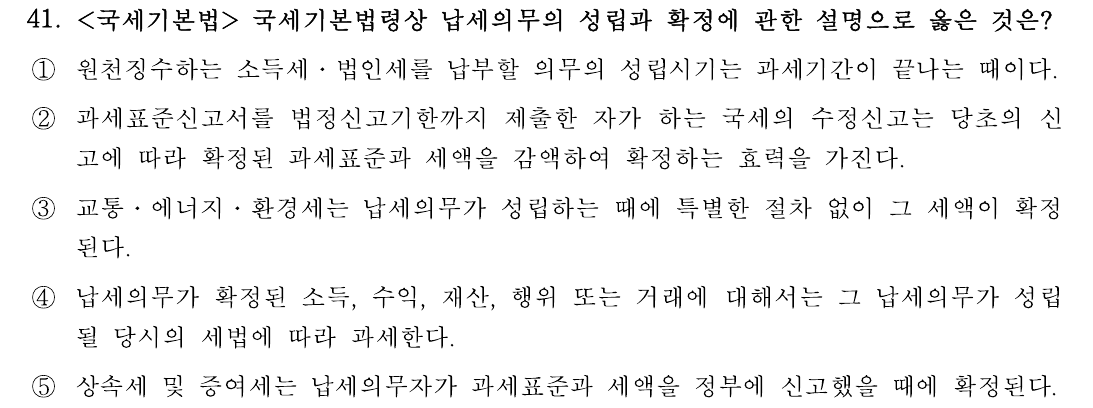 41. <국세기본법> 국세기본법령상 납세의무의 성립과 확정에 관한 설명으로 옳은 것은?
① 원천징수하는 소득세·법인세를 납부할 의무의 성립시기는 과세기간이 끝나는 때이다.
② 과세표준신고서를 법정신고기한까지 제출한 자가 하는 국세의 수정신고는 당초의 신
고에 따라 확정된 과세표준과 세액을 감액하여 확정하는 효력을 가진다.
③ 교통·에너지·환경세는 납세의무가 성립하는 때에 특별한 절차 없이 그 세액이 확정
된다.
④ 납세의무가 확정된 소득, 수익, 재산, 행위 또는 거래에 대해서는 그 납세의무가 성립
될 당시의 세법에 따라 과세한다.
⑤ 상속세 및 증여세는 납세의무자가 과세표준과 세액을 정부에 신고했을 때에 확정된다.